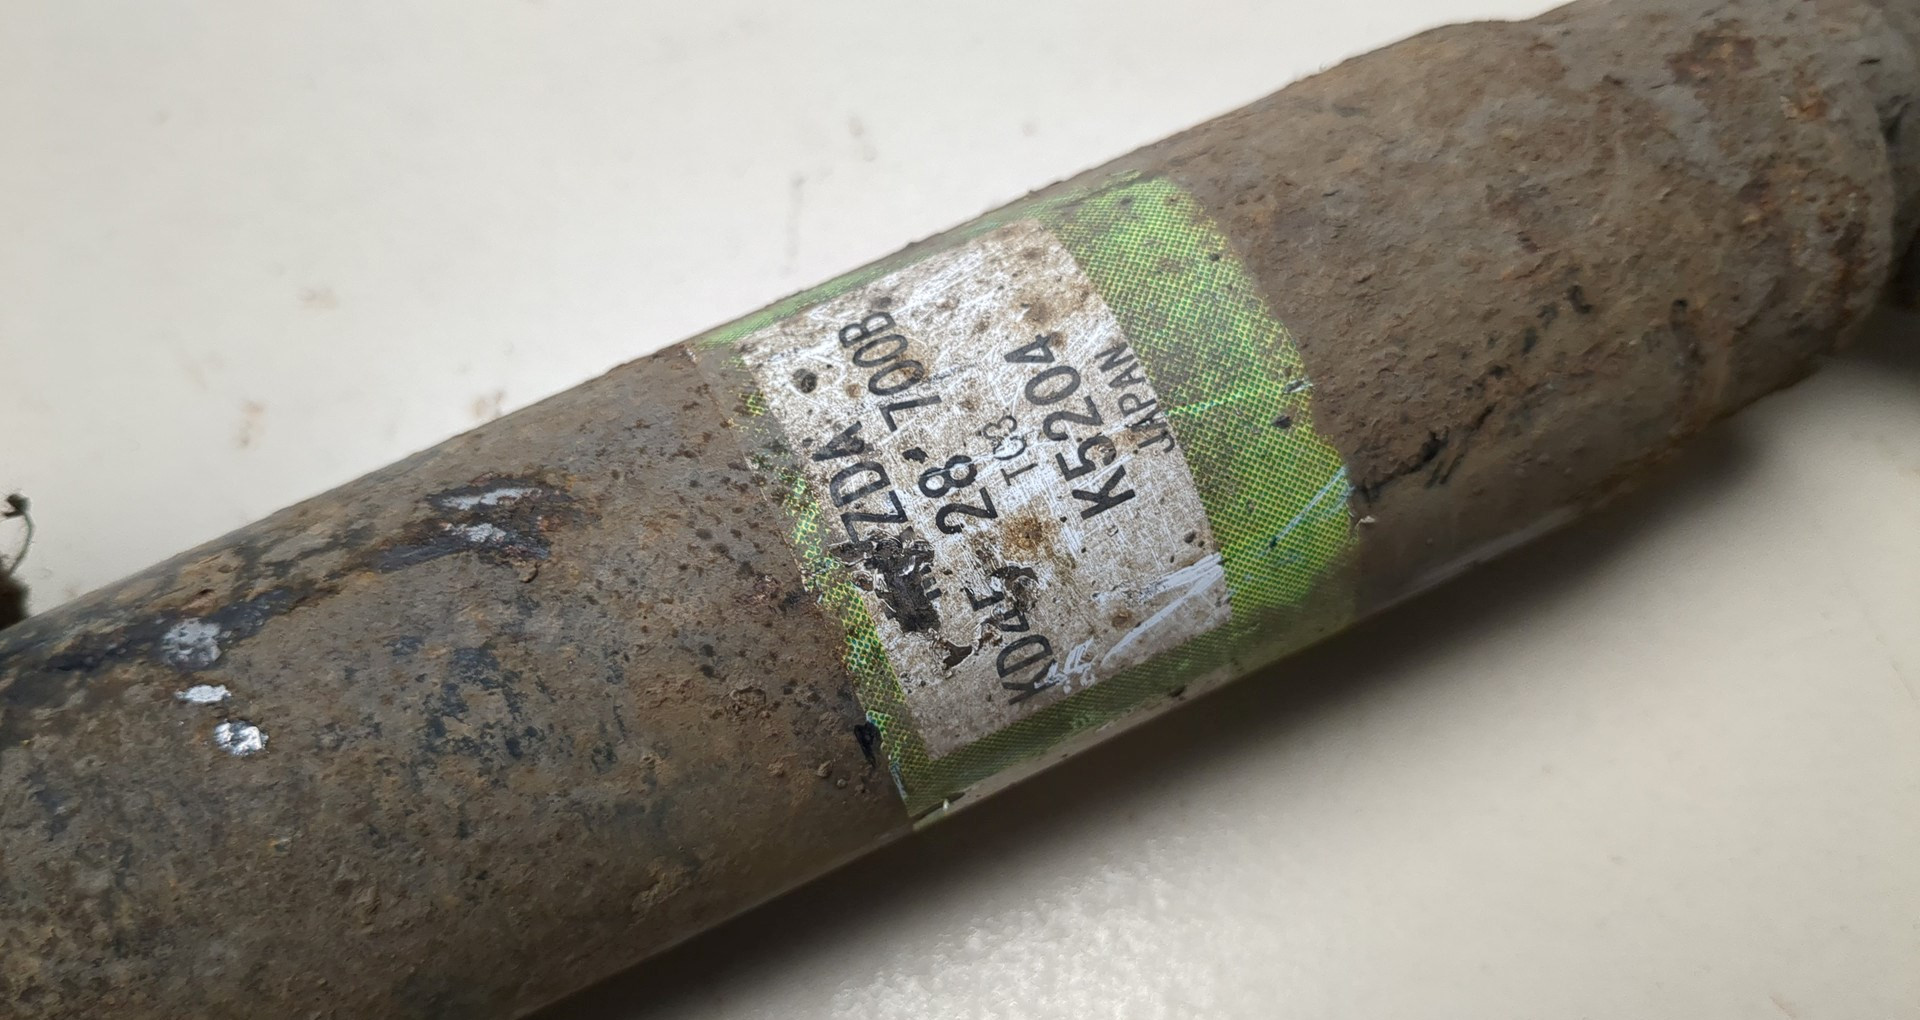 MAZDA
KD45 28' 700B
TC3
K5204
JAPAN